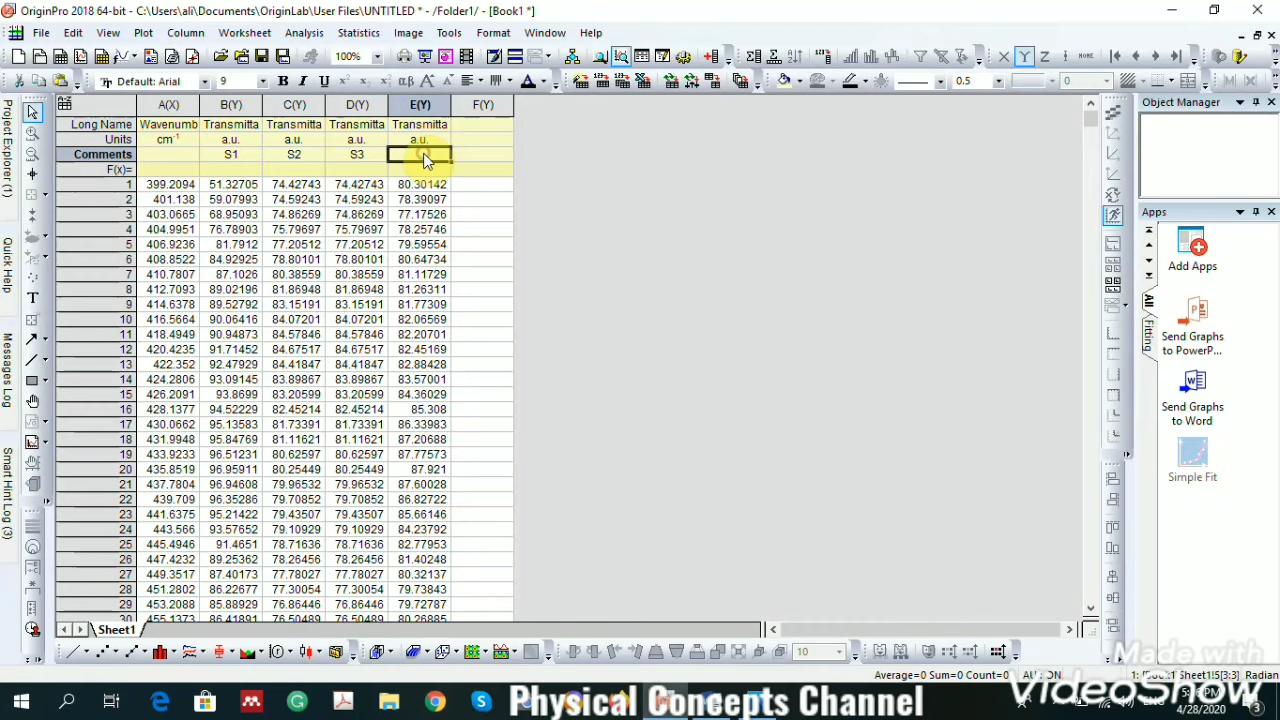 OriginPro 2018 64-bit - C:\Users\ali\Documents\OriginLab\User Files\UNTITLED * - /Folder1/ - [Book1 *]
File Edit View Plot Column Worksheet Analysis Statistics Image Tools Format Window Help
100%
HOME
Default: Arial 9 B I U αβ A A A 0.5 0
Project Explorer (1)
Quick Help
Messages Log
Smart Hint Log (3)
A(X) B(Y) C(Y) D(Y) E(Y) F(Y)
Long Name Wavenumb Transmitta Transmitta Transmitta Transmitta
Units cm-1 a.u. a.u. a.u. a.u.
Comments S1 S2 S3
F(x)=
1 399.2094 51.32705 74.42743 74.42743 80.30142
2 401.138 59.07993 74.59243 74.59243 78.39097
3 403.0665 68.95093 74.86269 74.86269 77.17526
4 404.9951 76.78903 75.79697 75.79697 78.25746
5 406.9236 81.7912 77.20512 77.20512 79.59554
6 408.8522 84.92925 78.80101 78.80101 80.64734
7 410.7807 87.1026 80.38559 80.38559 81.11729
8 412.7093 89.02196 81.86948 81.86948 81.26311
9 414.6378 89.52792 83.15191 83.15191 81.77309
10 416.5664 90.06416 84.07201 84.07201 82.06569
11 418.4949 90.94873 84.57846 84.57846 82.20701
12 420.4235 91.71452 84.67517 84.67517 82.45169
13 422.352 92.47929 84.41847 84.41847 82.88428
14 424.2806 93.09145 83.89867 83.89867 83.57001
15 426.2091 93.8699 83.20599 83.20599 84.36029
16 428.1377 94.52229 82.45214 82.45214 85.308
17 430.0662 95.13583 81.73391 81.73391 86.33983
18 431.9948 95.84769 81.11621 81.11621 87.20688
19 433.9233 96.51231 80.62597 80.62597 87.77573
20 435.8519 96.95911 80.25449 80.25449 87.921
21 437.7804 96.94608 79.96532 79.96532 87.60028
22 439.709 96.35286 79.70852 79.70852 86.82722
23 441.6375 95.21422 79.43507 79.43507 85.66146
24 443.566 93.57652 79.10929 79.10929 84.23792
25 445.4946 91.4651 78.71636 78.71636 82.77953
26 447.4232 89.25362 78.26456 78.26456 81.40248
27 449.3517 87.40173 77.78027 77.78027 80.32137
28 451.2802 86.22677 77.30054 77.30054 79.73843
29 453.2088 85.88929 76.86446 76.86446 79.72787
30 455.1373 86.41891 76.50489 76.50489 80.26885
Sheet1
Object Manager
Apps
Add Apps
Send Graphs
to PowerP...
Send Graphs
to Word
Simple Fit
All
Fitting
10
Average=0 Sum=0 Count=0
Radian
4/28/2020
Physical Concepts Channel
Made with
VideoShow